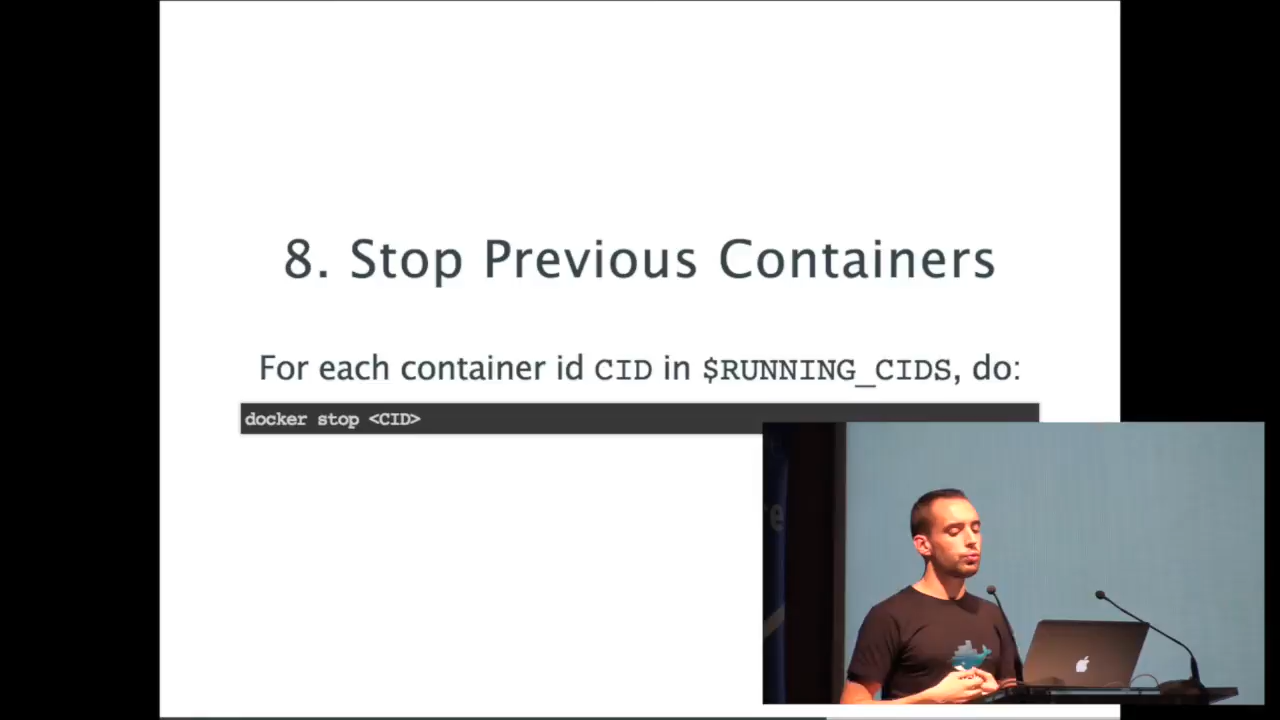 8. Stop Previous Containers
For each container id CID in $RUNNING_CIDS, do:
docker stop <CID>